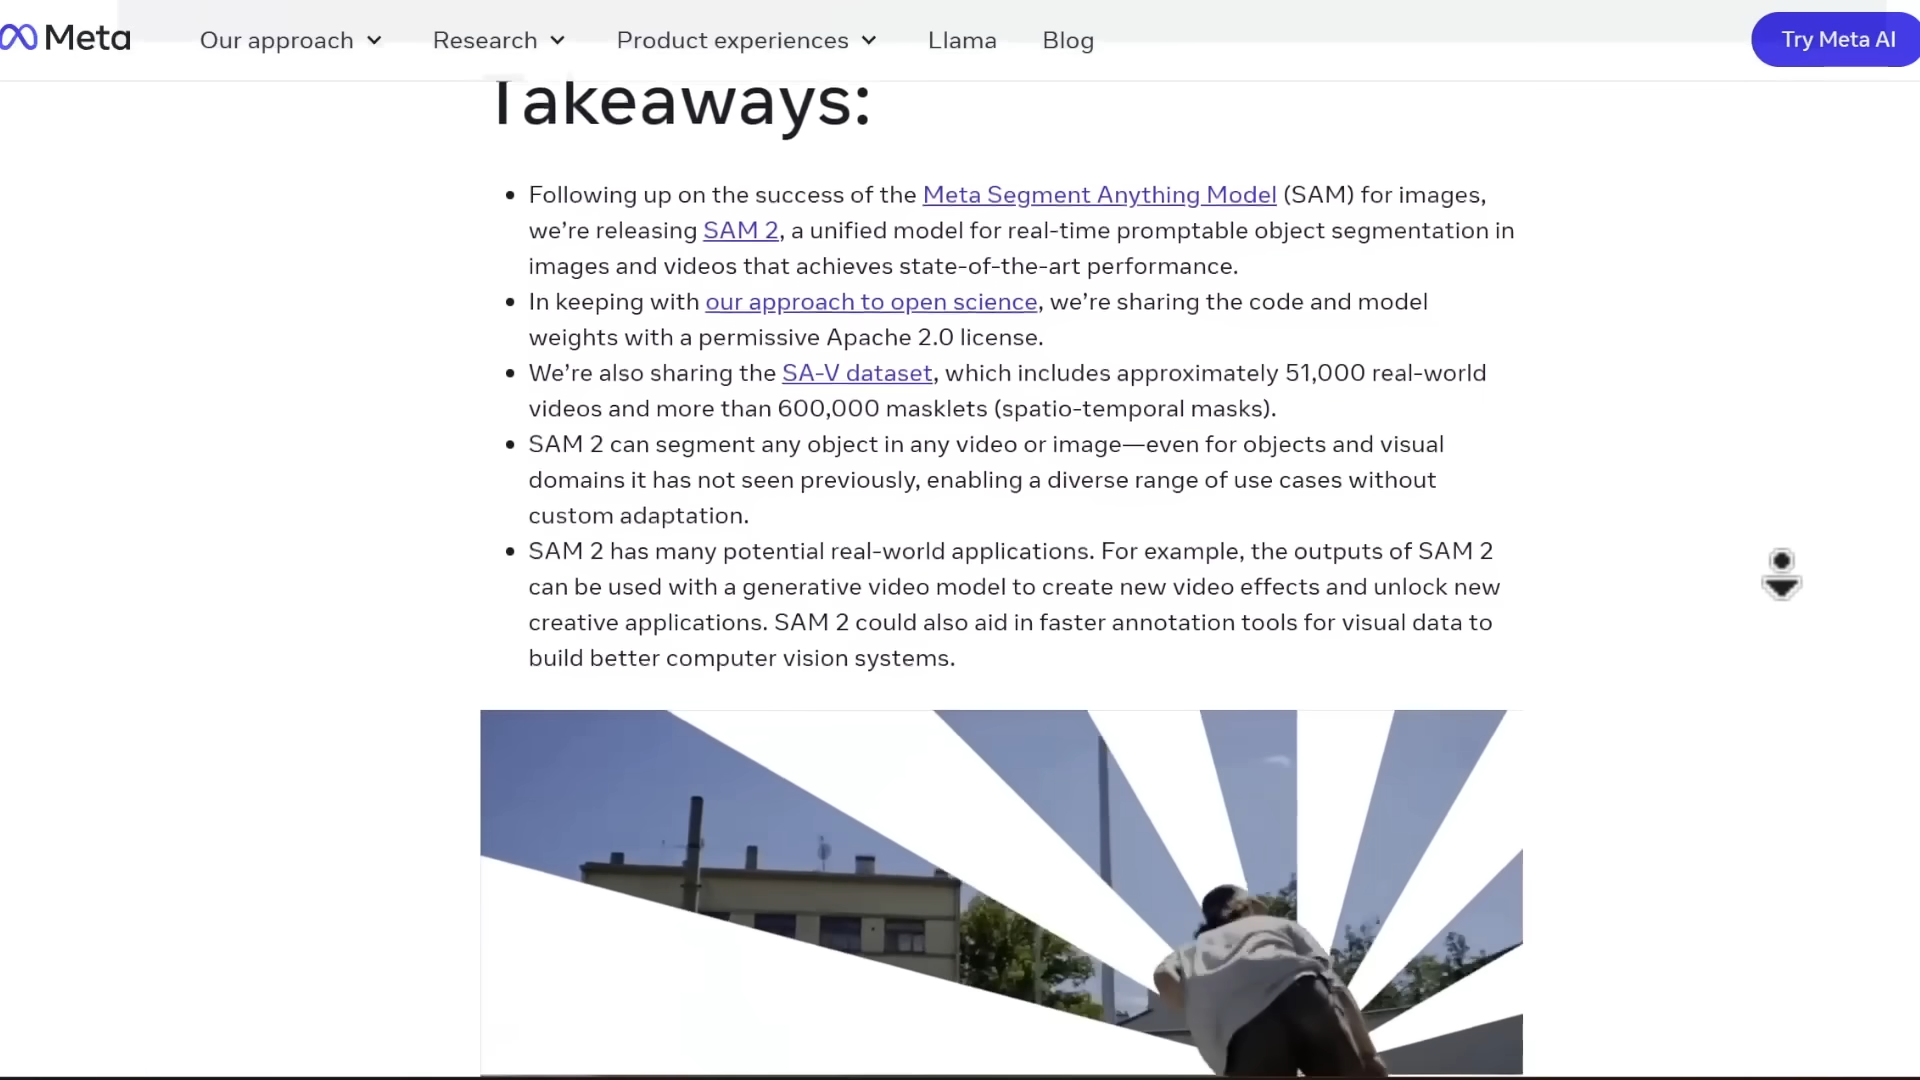 Meta
Our approach
Research
Product experiences
Llama
Blog
Try Meta AI
Takeaways:
Following up on the success of the Meta Segment Anything Model (SAM) for images,
we’re releasing SAM 2, a unified model for real-time promptable object segmentation in
images and videos that achieves state-of-the-art performance.
In keeping with our approach to open science, we’re sharing the code and model
weights with a permissive Apache 2.0 license.
We’re also sharing the SA-V dataset, which includes approximately 51,000 real-world
videos and more than 600,000 masklets (spatio-temporal masks).
SAM 2 can segment any object in any video or image—even for objects and visual
domains it has not seen previously, enabling a diverse range of use cases without
custom adaptation.
SAM 2 has many potential real-world applications. For example, the outputs of SAM 2
can be used with a generative video model to create new video effects and unlock new
creative applications. SAM 2 could also aid in faster annotation tools for visual data to
build better computer vision systems.